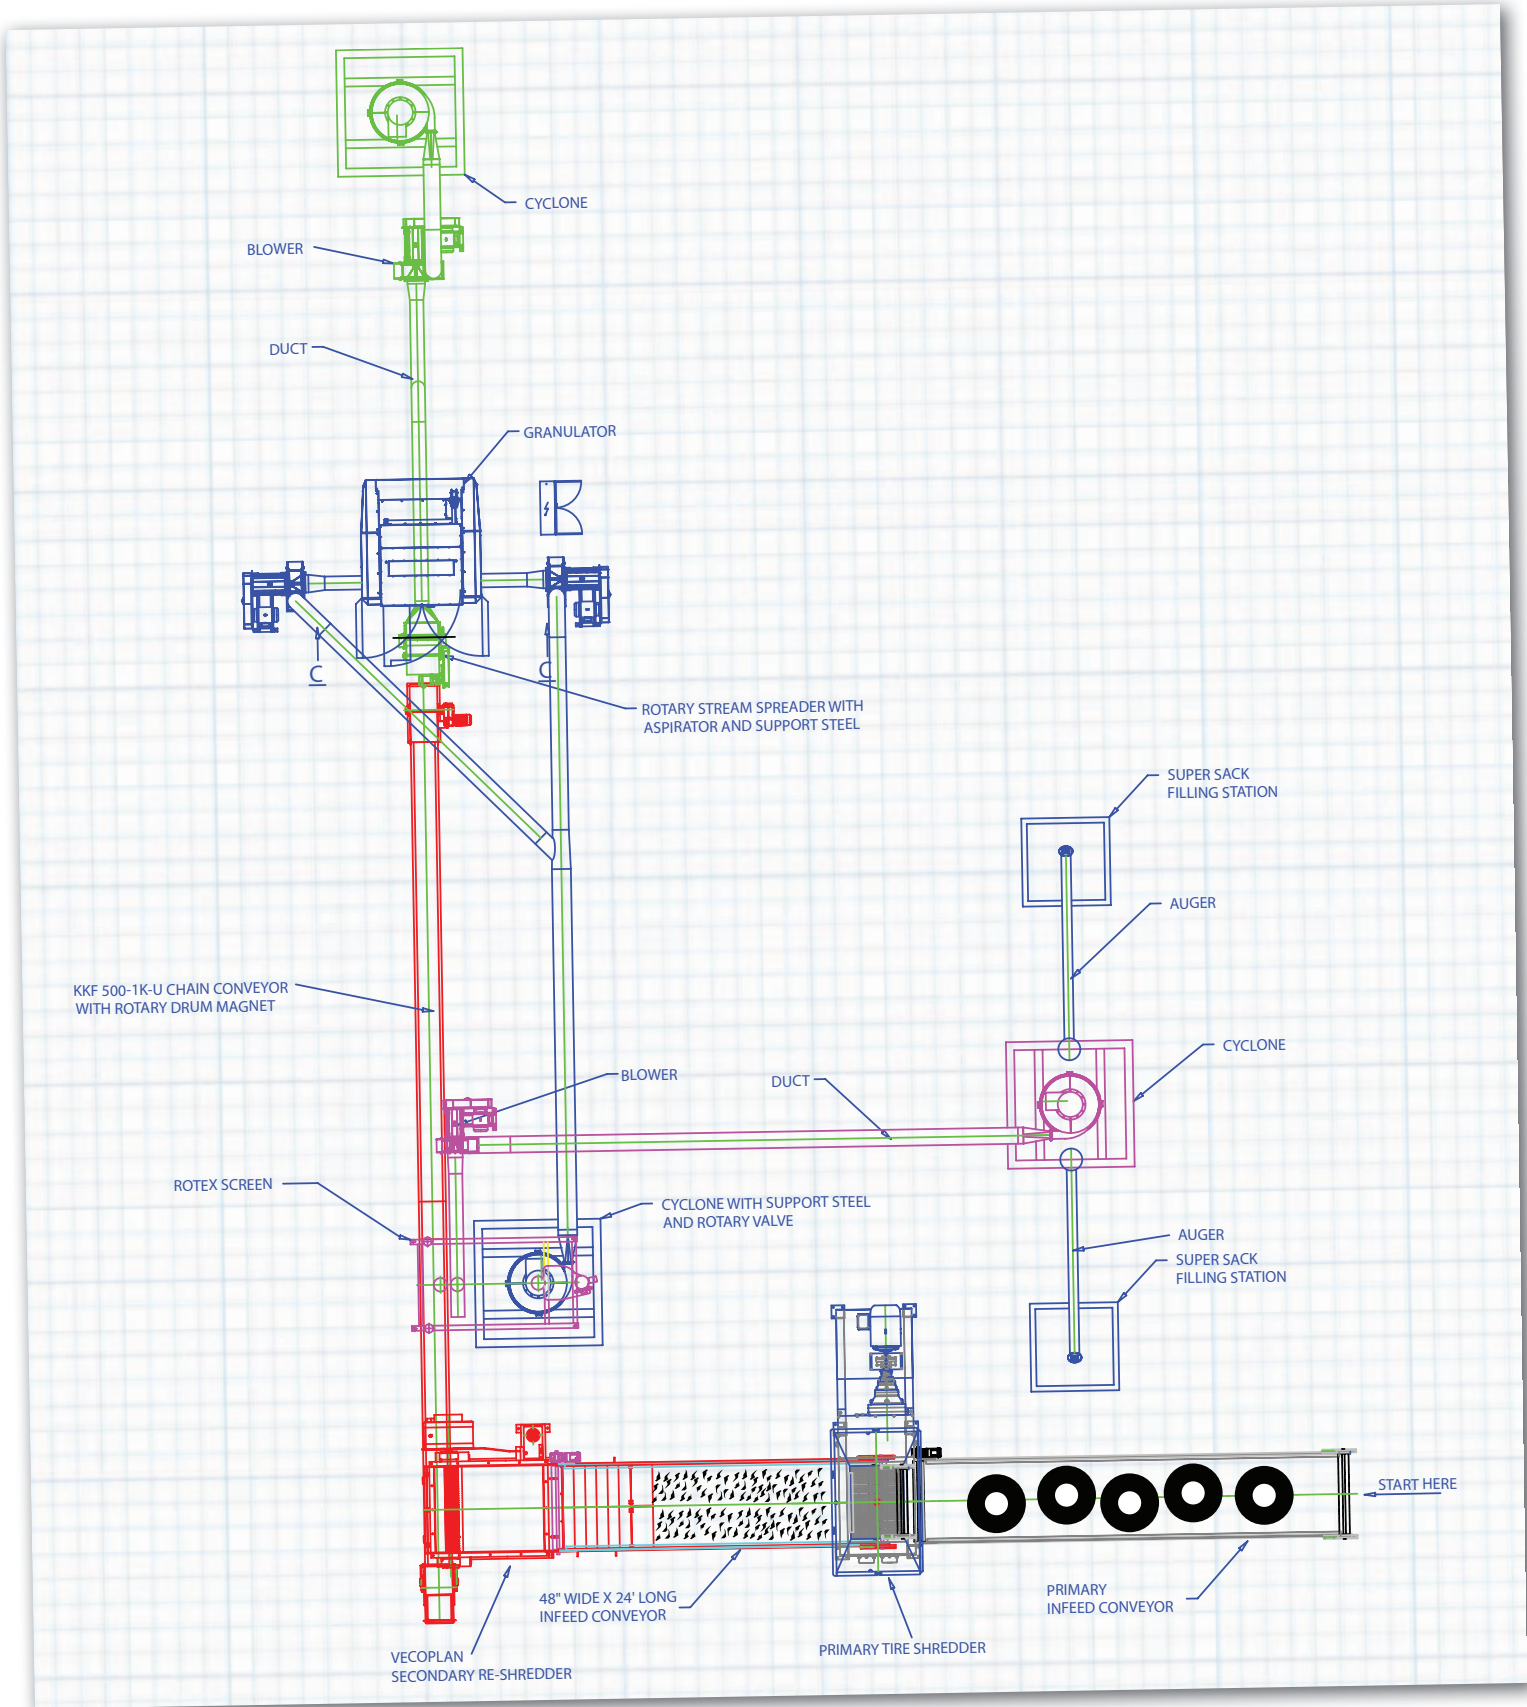 CYCLONE
BLOWER
DUCT
GRANULATOR
C
C
ROTARY STREAM SPREADER WITH
ASPIRATOR AND SUPPORT STEEL
SUPER SACK
FILLING STATION
AUGER
KKF 500-1K-U CHAIN CONVEYOR
WITH ROTARY DRUM MAGNET
CYCLONE
BLOWER
DUCT
ROTEX SCREEN
CYCLONE WITH SUPPORT STEEL
AND ROTARY VALVE
AUGER
SUPER SACK
FILLING STATION
START HERE
48" WIDE X 24' LONG
INFEED CONVEYOR
PRIMARY
INFEED CONVEYOR
PRIMARY TIRE SHREDDER
VECOPLAN
SECONDARY RE-SHREDDER